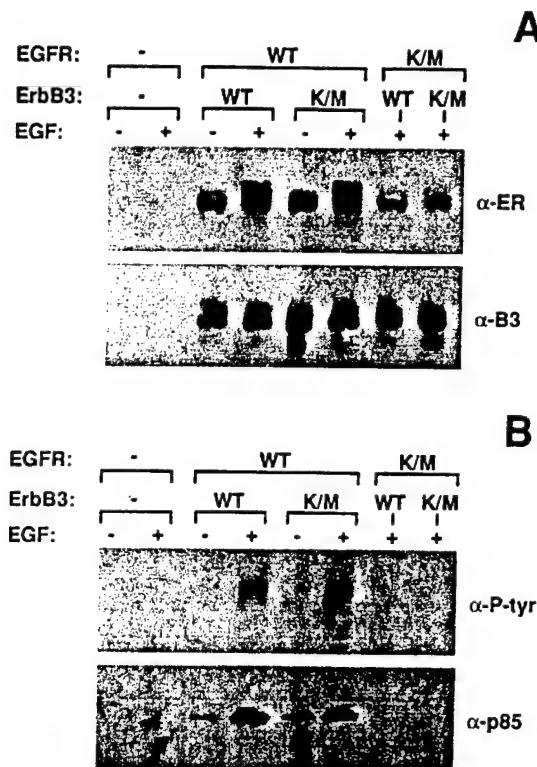 A
EGFR: - WT K/M
ErbB3: - WT K/M WT K/M
EGF: - + - + - + + +
α-ER
α-B3
B
EGFR: - WT K/M
ErbB3: - WT K/M WT K/M
EGF: - + - + - + + +
α-P-tyr
α-p85